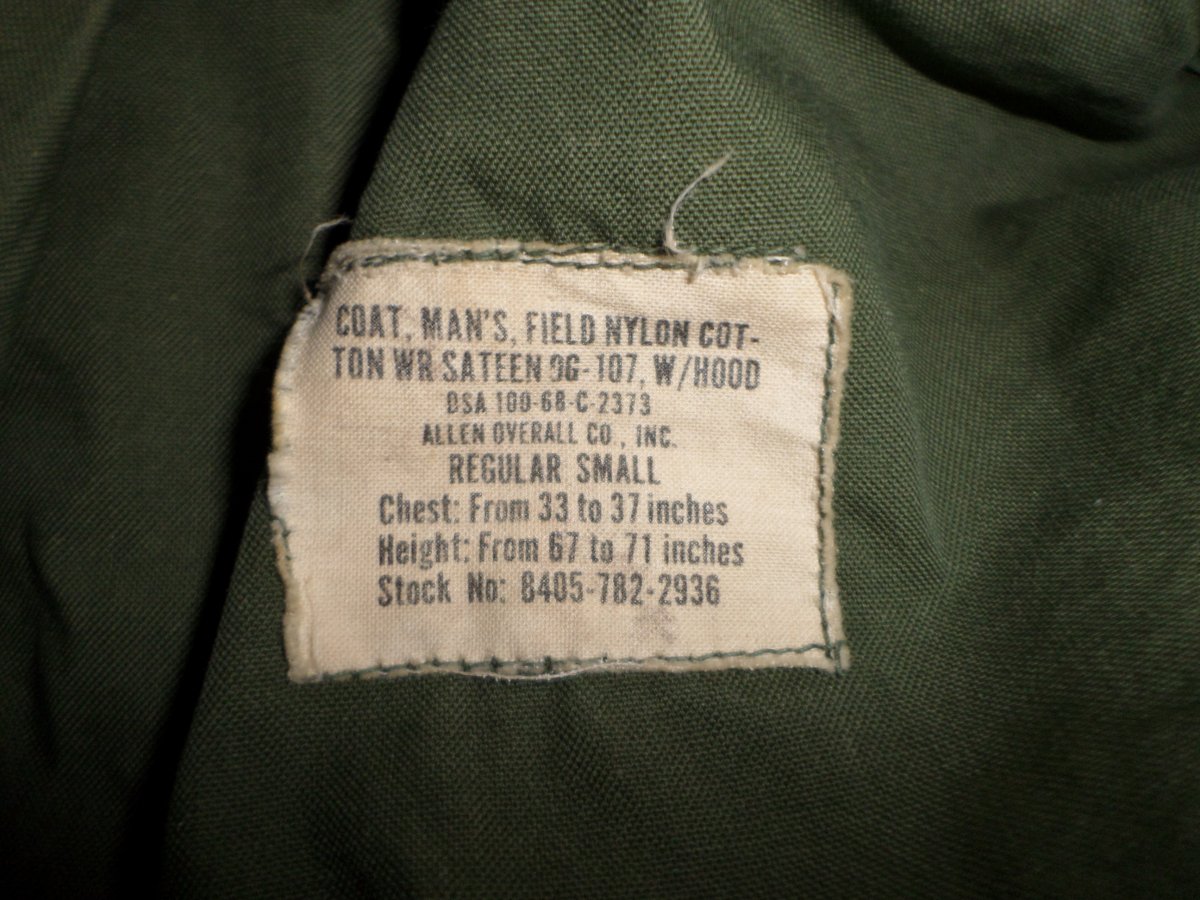 COAT, MAN'S, FIELD NYLON COT-
TON WR SATEEN OG-107, W/HOOD
DSA 100-68-C-2373
ALLEN OVERALL CO., INC.
REGULAR SMALL
Chest: From 33 to 37 inches
Height: From 67 to 71 inches
Stock No: 8405-782-2936